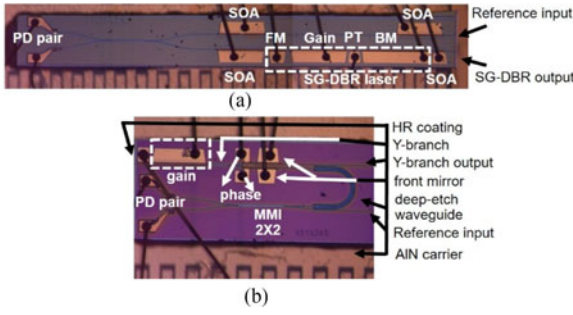 SOA
SOA
Reference input
PD pair
FM
Gain
PT
BM
SOA
SG-DBR laser
SOA
SG-DBR output
(a)
HR coating
Y-branch
Y-branch output
gain
front mirror
phase
PD pair
deep-etch
waveguide
MMI
2X2
Reference input
AlN carrier
(b)